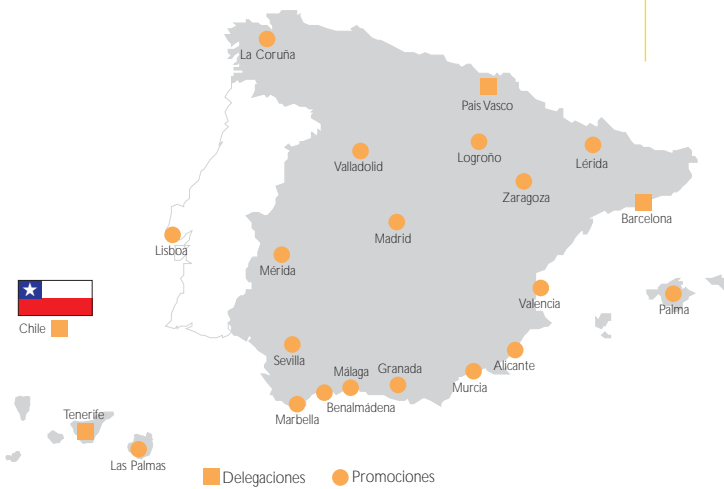 La Coruña
País Vasco
Valladolid
Logroño
Lérida
Zaragoza
Barcelona
Madrid
Lisboa
Mérida
Valencia
Palma
Chile
Sevilla
Alicante
Málaga
Granada
Murcia
Benalmádena
Marbella
Tenerife
Las Palmas
Delegaciones
Promociones